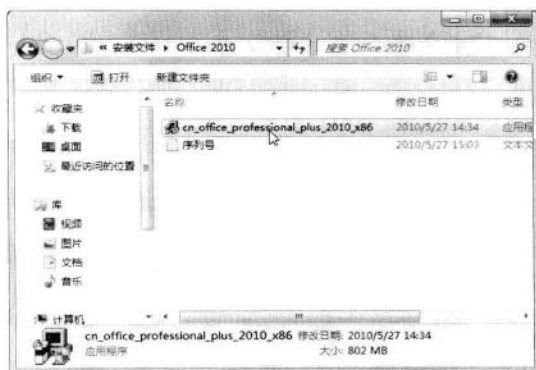 « 安装文件 ▸ Office 2010
搜索 Office 2010
组织 打开 新建文件夹
名称 修改日期 类型
收藏夹
下载
桌面
最近访问的位置
库
视频
图片
文档
音乐
计算机
cn_office_professional_plus_2010_x86 2010/5/27 14:34 应用程
序列号 2010/5/27 15:03 文本文
cn_office_professional_plus_2010_x86 修改日期: 2010/5/27 14:34
应用程序 大小: 802 MB